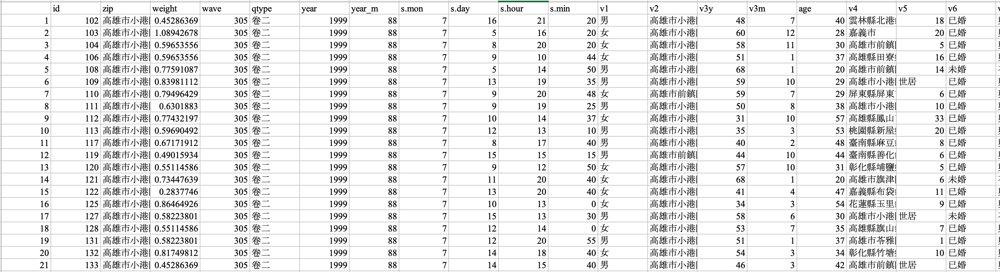 id zip weight wave qtype year year_m s.mon s.day s.hour s.min v1 v2 v3y v3m age v4 v5 v6
1 102 高雄市小港 0.45286369 305 卷二 1999 88 7 16 21 20 男 高雄市小港 48 7 40 雲林縣北港 18 已婚
2 103 高雄市小港 1.08942678 305 卷二 1999 88 7 5 16 20 女 高雄市小港 60 12 28 嘉義市 20 已婚
3 104 高雄市小港 0.59653556 305 卷二 1999 88 7 8 20 20 女 高雄市小港 58 11 30 高雄市前鎮 5 已婚
4 106 高雄市小港 0.59653556 305 卷二 1999 88 7 9 10 44 女 高雄市小港 51 1 37 高雄縣田寮 16 已婚
5 108 高雄市小港 0.77591087 305 卷二 1999 88 7 5 14 50 男 高雄市小港 68 1 20 高雄市前鎮 14 未婚
6 109 高雄市小港 0.83981112 305 卷二 1999 88 7 13 19 35 男 高雄市小港 59 10 29 高雄市小港 世居 已婚
7 110 高雄市小港 0.79496429 305 卷二 1999 88 7 9 20 48 女 高雄市前鎮 59 7 29 屏東縣屏東 6 已婚
8 111 高雄市小港 0.6301883 305 卷二 1999 88 7 9 19 25 男 高雄市小港 50 8 38 高雄市小港 10 已婚
9 112 高雄市小港 0.77432197 305 卷二 1999 88 7 10 14 37 女 高雄市小港 31 10 57 高雄縣鳳山 33 已婚
10 113 高雄市小港 0.59690492 305 卷二 1999 88 7 12 13 10 男 高雄市小港 35 3 53 桃園縣新屋 20 已婚
11 117 高雄市小港 0.67171912 305 卷二 1999 88 7 8 17 40 男 高雄市小港 40 2 48 臺南縣麻豆 8 已婚
12 119 高雄市小港 0.49015934 305 卷二 1999 88 7 15 15 15 男 高雄市前鎮 44 10 44 臺南縣善化 6 已婚
13 120 高雄市小港 0.55114586 305 卷二 1999 88 7 9 12 50 女 高雄市小港 57 10 31 彰化縣埔鹽 5 已婚
14 121 高雄市小港 0.73447639 305 卷二 1999 88 7 11 20 40 女 高雄市小港 68 1 20 高雄市旗津 6 未婚
15 122 高雄市小港 0.2837746 305 卷二 1999 88 7 13 20 40 女 高雄市小港 41 4 47 嘉義縣布袋 11 已婚
16 125 高雄市小港 0.86464926 305 卷二 1999 88 7 10 13 0 女 高雄市小港 34 3 54 花蓮縣玉里 9 已婚
17 127 高雄市小港 0.58223801 305 卷二 1999 88 7 15 13 30 男 高雄市小港 58 6 30 高雄市小港 世居 未婚
18 128 高雄市小港 0.55114586 305 卷二 1999 88 7 12 14 0 女 高雄市小港 53 7 35 高雄縣旗山 7 已婚
19 131 高雄市小港 0.58223801 305 卷二 1999 88 7 12 20 55 男 高雄市小港 51 1 37 高雄市苓雅 1 已婚
20 132 高雄市小港 0.81749812 305 卷二 1999 88 7 14 18 40 女 高雄市小港 54 3 34 彰化縣竹塘 10 已婚
21 133 高雄市小港 0.45286369 305 卷二 1999 88 7 14 15 40 男 高雄市小港 46 3 42 高雄市前鎮 世居 已婚